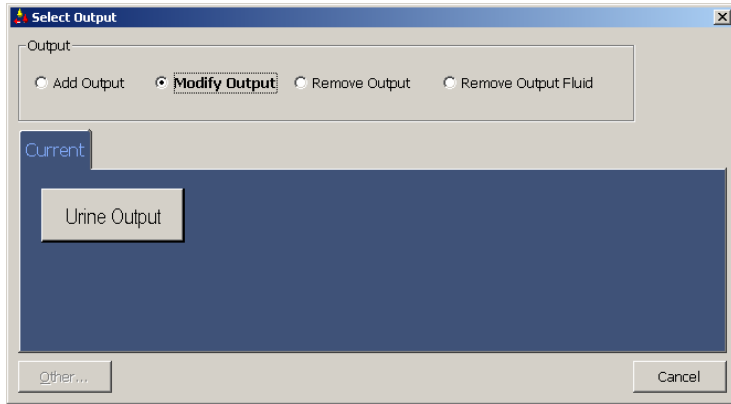 Select Output
Output
Add Output Modify Output Remove Output Remove Output Fluid
Current
Urine Output
Other... Cancel